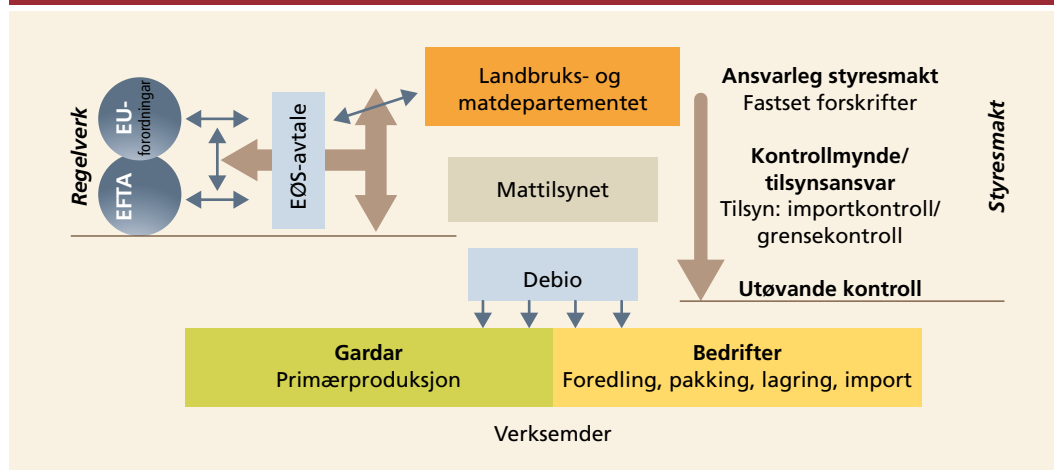 Regelverk
EU-
forordningar
EFTA
EØS-avtale
Landbruks- og
matdepartementet
Mattilsynet
Debio
Ansvarleg styresmakt
Fastset forskrifter
Kontrollmynde/
tilsynsansvar
Tilsyn: importkontroll/
grensekontroll
Utøvande kontroll
Styresmakt
Gardar
Primærproduksjon
Bedrifter
Foredling, pakking, lagring, import
Verksemder